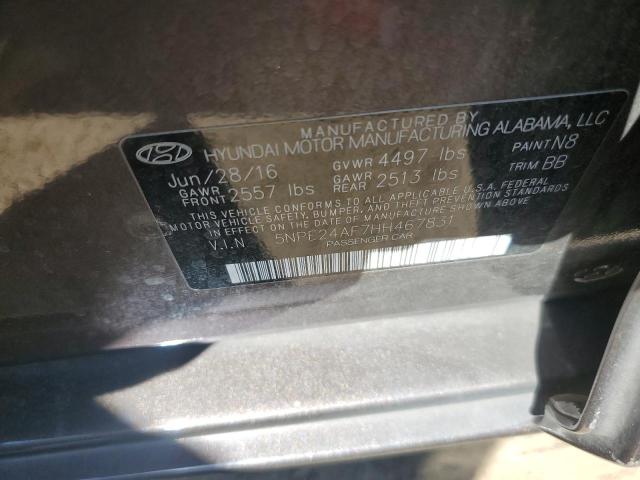 MANUFACTURED BY
HYUNDAI MOTOR MANUFACTURING ALABAMA, LLC
Jun/28/16 GVWR 4497 lbs PAINT N8
GAWR FRONT 2557 lbs GAWR REAR 2513 lbs TRIM BB
THIS VEHICLE CONFORMS TO ALL APPLICABLE U.S.A. FEDERAL
MOTOR VEHICLE SAFETY, BUMPER, AND THEFT PREVENTION STANDARDS
IN EFFECT ON THE DATE OF MANUFACTURE SHOWN ABOVE.
V.I.N 5NPE24AF7HH467831
PASSENGER CAR